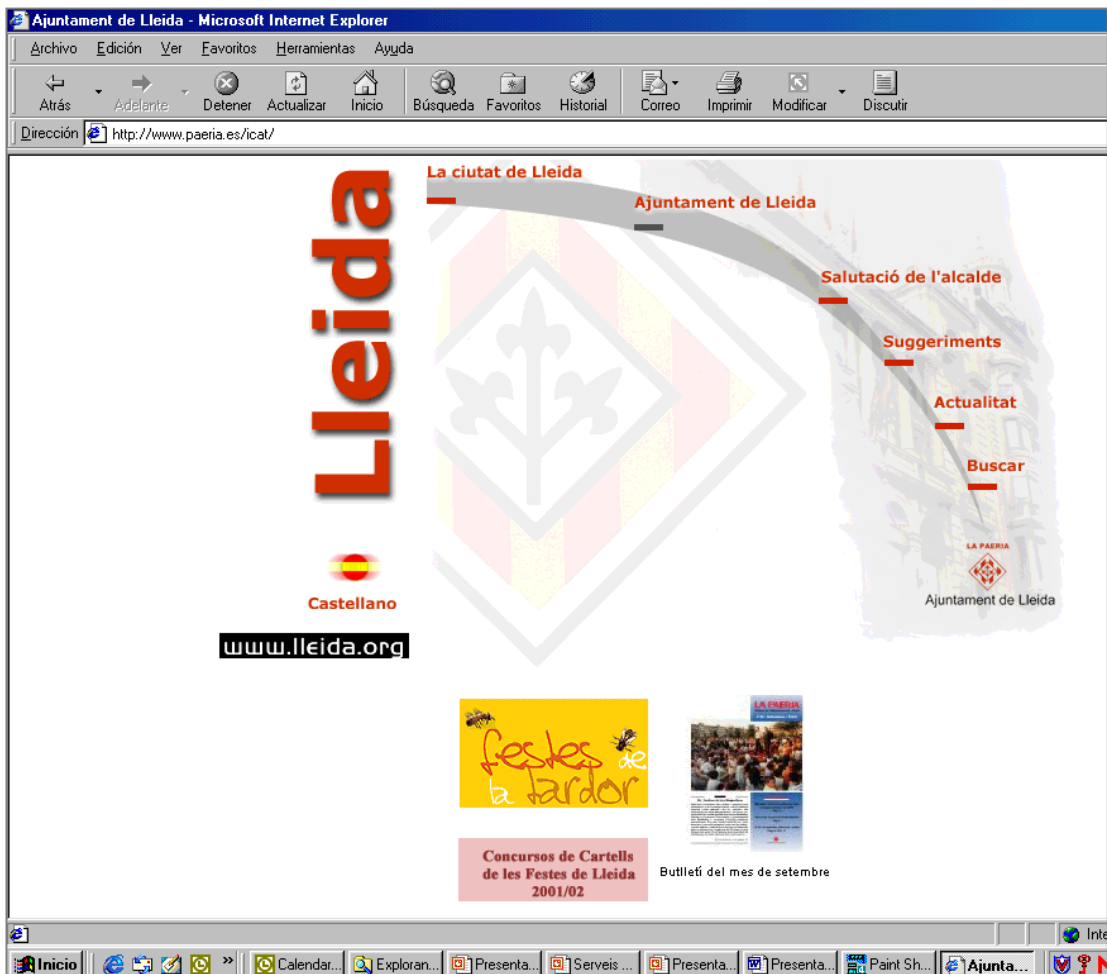 Ajuntament de Lleida - Microsoft Internet Explorer
Archivo Edición Ver Favoritos Herramientas Ayuda
Atrás Adelante Detener Actualizar Inicio Búsqueda Favoritos Historial Correo Imprimir Modificar Discutir
Dirección http://www.paeria.es/icat/
Lleida
La ciutat de Lleida
Ajuntament de Lleida
Salutació de l'alcalde
Suggeriments
Actualitat
Buscar
LA PAERIA
Ajuntament de Lleida
Castellano
www.lleida.org
festes de
la tardor
LA PAERIA
Concursos de Cartells
de les Festes de Lleida
2001/02
Butlletí del mes de setembre
Inte
Inicio » Calendar... Exploran... Presenta... Serveis ... Presenta... Presenta... Paint Sh... Ajunta...